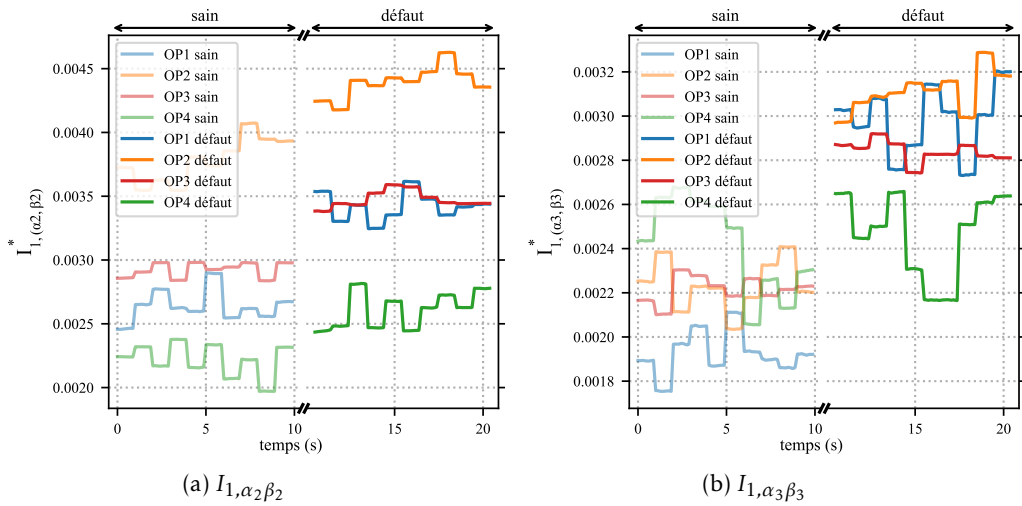 sain défaut
0.0045
0.0040
0.0035
0.0030
0.0025
0.0020
I*1,(α2, β2)
OP1 sain
OP2 sain
OP3 sain
OP4 sain
OP1 défaut
OP2 défaut
OP3 défaut
OP4 défaut
0 5 10 15 20
temps (s)
(a) I1,α2β2
sain défaut
0.0032
0.0030
0.0028
0.0026
0.0024
0.0022
0.0020
0.0018
I*1,(α3, β3)
OP1 sain
OP2 sain
OP3 sain
OP4 sain
OP1 défaut
OP2 défaut
OP3 défaut
OP4 défaut
0 5 10 15 20
temps (s)
(b) I1,α3β3